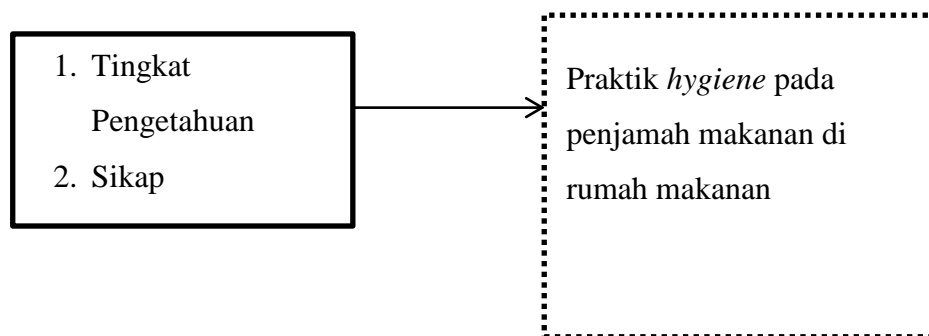 1. Tingkat
Pengetahuan
2. Sikap
Praktik hygiene pada
penjamah makanan di
rumah makanan